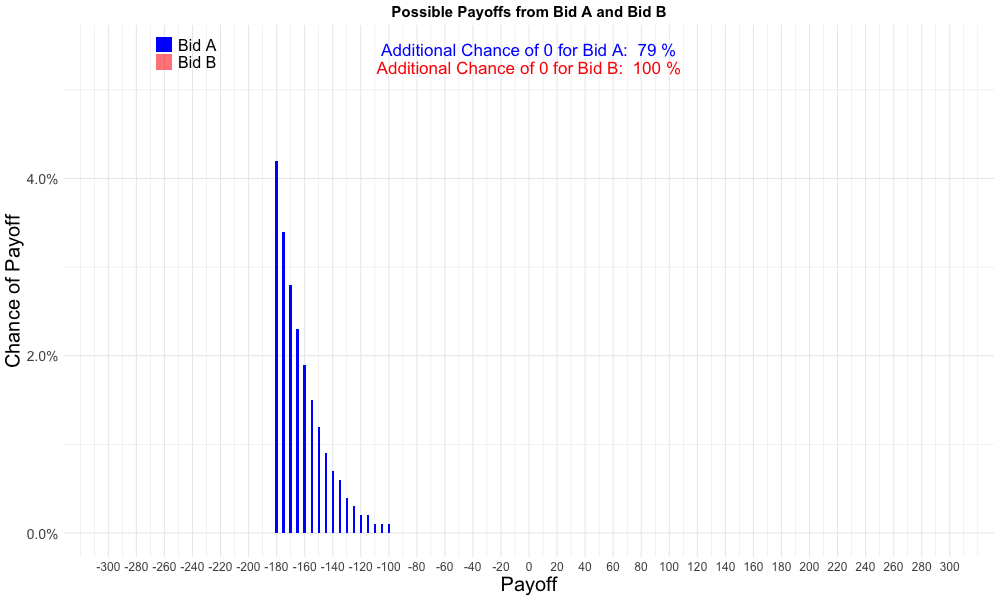 Possible Payoffs from Bid A and Bid B
Bid A
Bid B
Additional Chance of 0 for Bid A:  79 %
Additional Chance of 0 for Bid B:  100 %
Chance of Payoff
4.0%
2.0%
0.0%
-300 -280 -260 -240 -220 -200 -180 -160 -140 -120 -100 -80 -60 -40 -20 0 20 40 60 80 100 120 140 160 180 200 220 240 260 280 300
Payoff